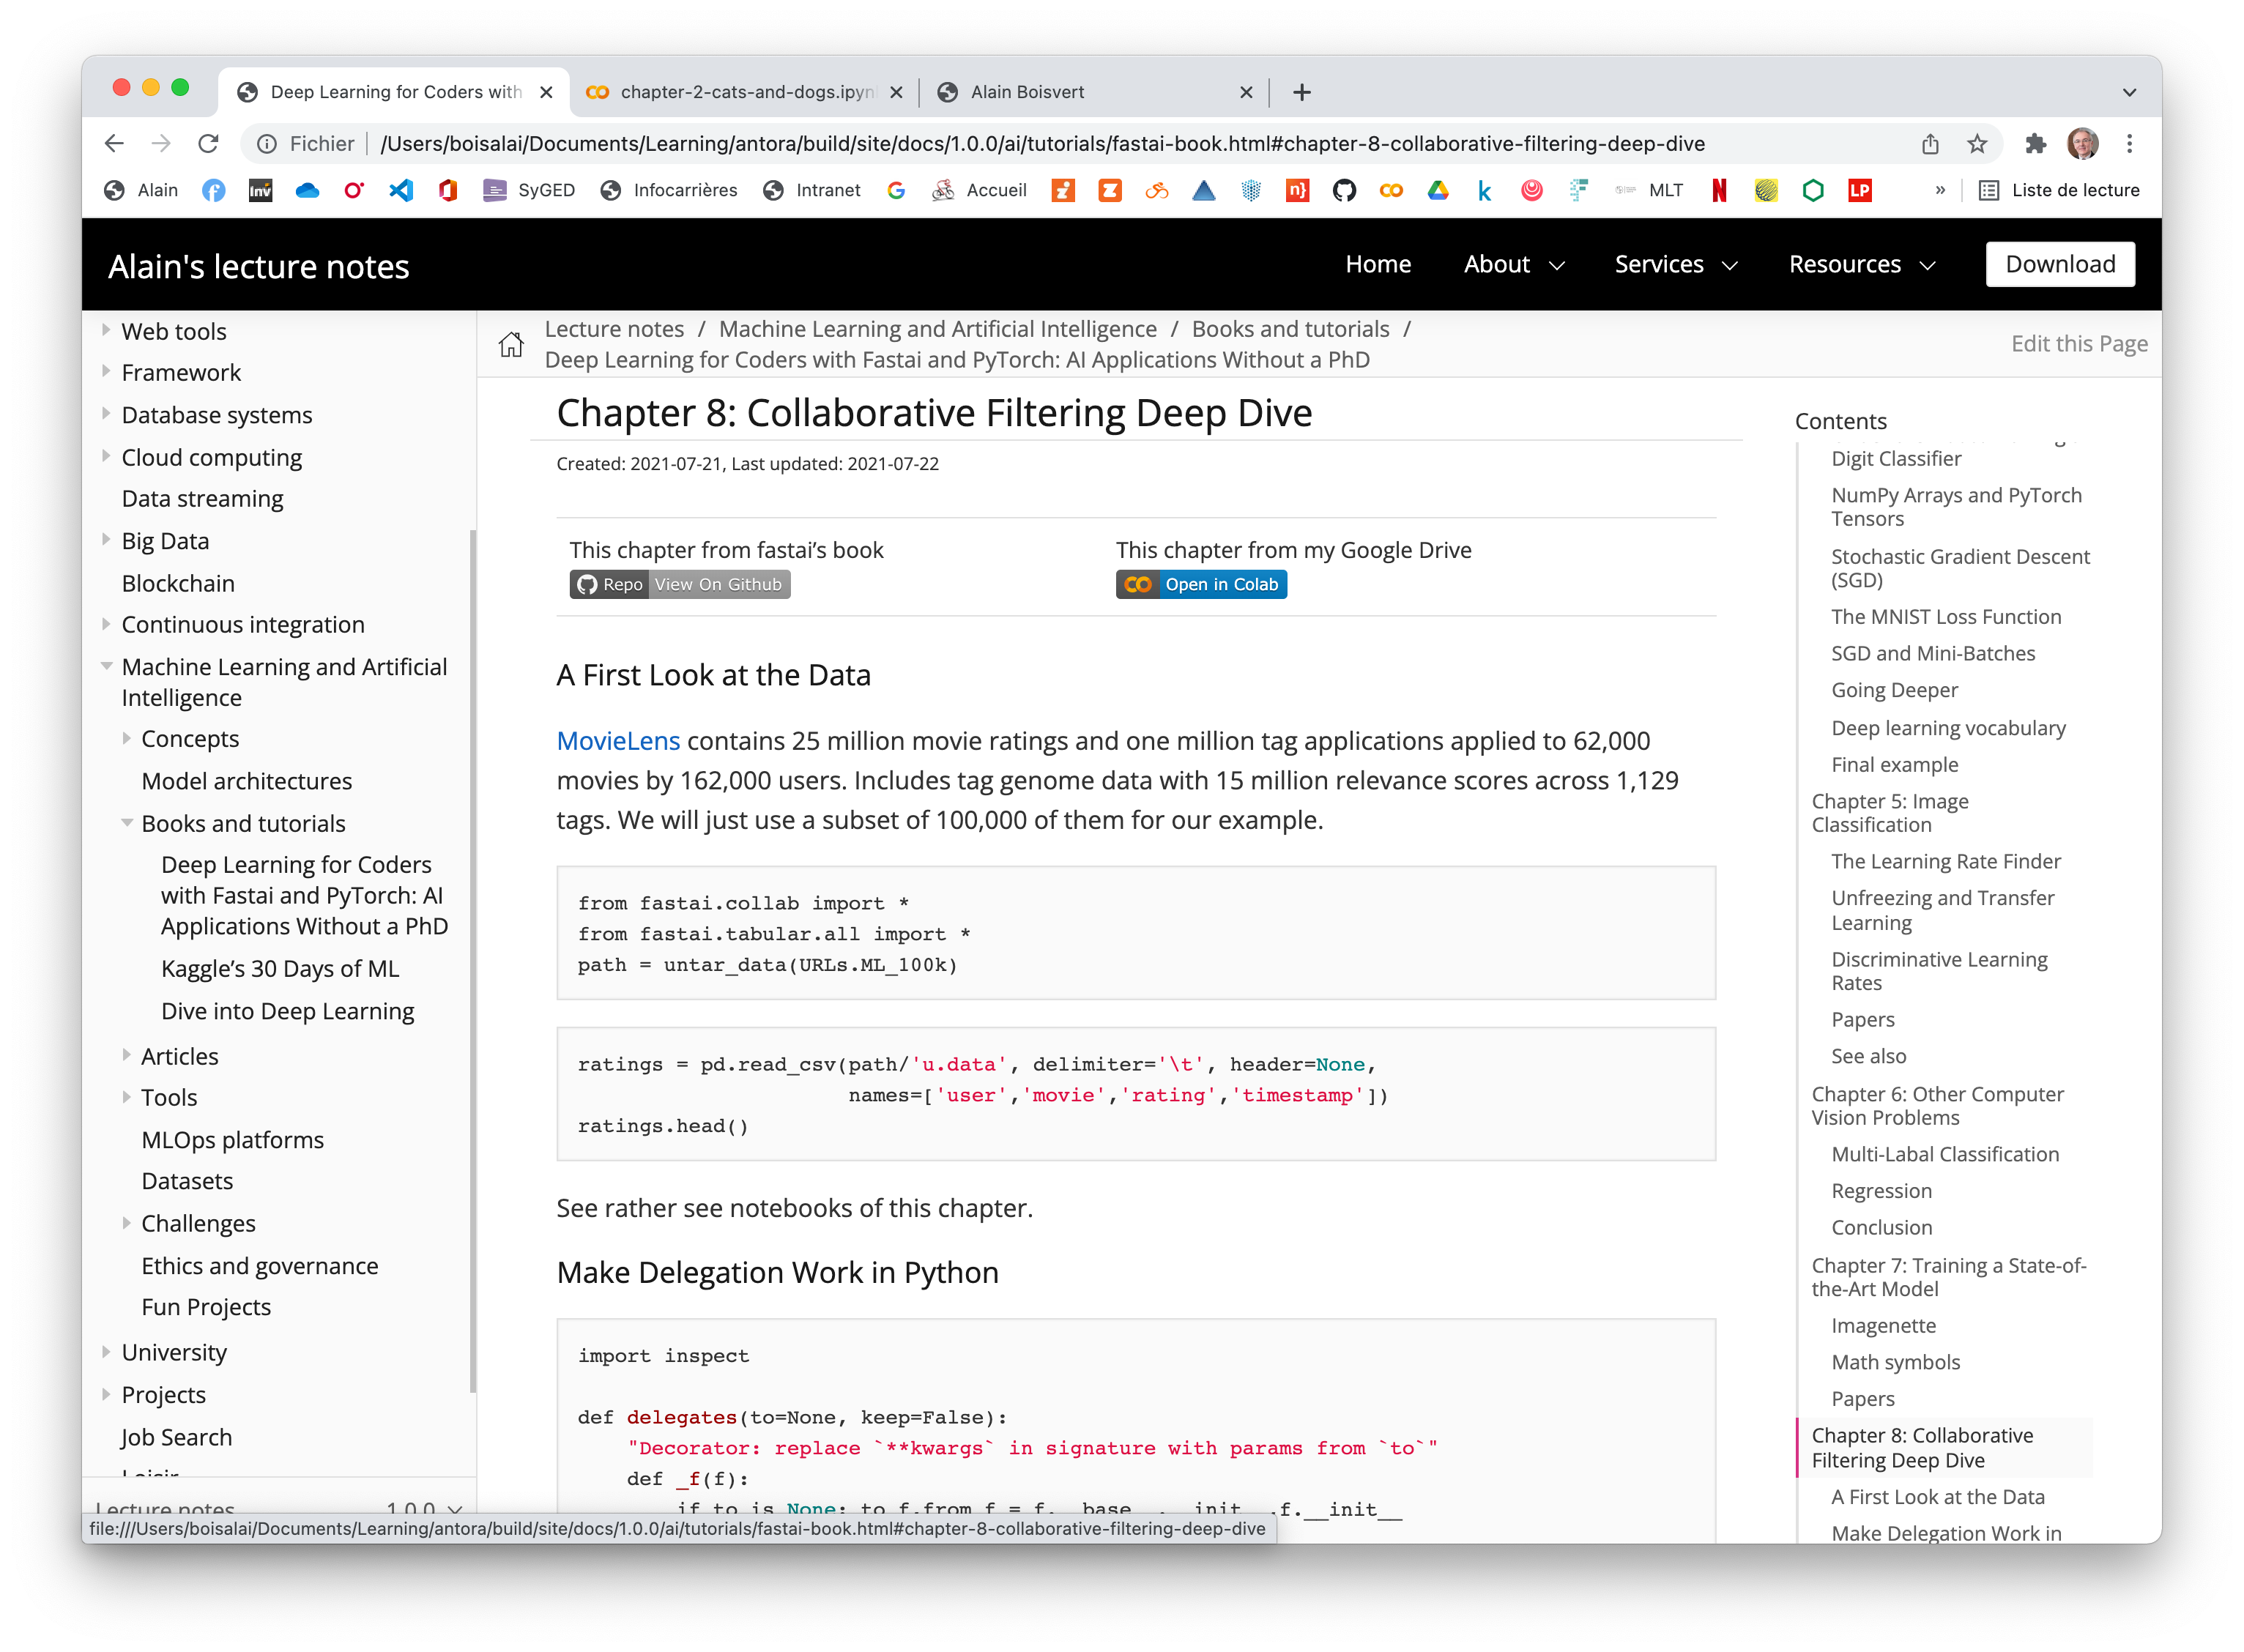 Deep Learning for Coders with
chapter-2-cats-and-dogs.ipyn
Alain Boisvert
Fichier
/Users/boisalai/Documents/Learning/antora/build/site/docs/1.0.0/ai/tutorials/fastai-book.html#chapter-8-collaborative-filtering-deep-dive
Alain
Inv
SyGED
Infocarrières
Intranet
Accueil
MLT
LP
»
Liste de lecture
Alain's lecture notes
Home
About
Services
Resources
Download
Web tools
Framework
Database systems
Cloud computing
Data streaming
Big Data
Blockchain
Continuous integration
Machine Learning and Artificial
Intelligence
Concepts
Model architectures
Books and tutorials
Deep Learning for Coders
with Fastai and PyTorch: AI
Applications Without a PhD
Kaggle’s 30 Days of ML
Dive into Deep Learning
Articles
Tools
MLOps platforms
Datasets
Challenges
Ethics and governance
Fun Projects
University
Projects
Job Search
Loisir
Lecture notes
1.0.0
Lecture notes / Machine Learning and Artificial Intelligence / Books and tutorials /
Deep Learning for Coders with Fastai and PyTorch: AI Applications Without a PhD
Edit this Page
Chapter 8: Collaborative Filtering Deep Dive
Created: 2021-07-21, Last updated: 2021-07-22
This chapter from fastai’s book
Repo View On Github
This chapter from my Google Drive
Open in Colab
A First Look at the Data
MovieLens contains 25 million movie ratings and one million tag applications applied to 62,000
movies by 162,000 users. Includes tag genome data with 15 million relevance scores across 1,129
tags. We will just use a subset of 100,000 of them for our example.
from fastai.collab import *
from fastai.tabular.all import *
path = untar_data(URLs.ML_100k)
ratings = pd.read_csv(path/'u.data', delimiter='\t', header=None,
names=['user','movie','rating','timestamp'])
ratings.head()
See rather see notebooks of this chapter.
Make Delegation Work in Python
import inspect
def delegates(to=None, keep=False):
"Decorator: replace `**kwargs` in signature with params from `to`"
def _f(f):
if to is None: to_f,from_f = f.__base__.__init__,f.__init__
Contents
Digit Classifier
NumPy Arrays and PyTorch
Tensors
Stochastic Gradient Descent
(SGD)
The MNIST Loss Function
SGD and Mini-Batches
Going Deeper
Deep learning vocabulary
Final example
Chapter 5: Image
Classification
The Learning Rate Finder
Unfreezing and Transfer
Learning
Discriminative Learning
Rates
Papers
See also
Chapter 6: Other Computer
Vision Problems
Multi-Labal Classification
Regression
Conclusion
Chapter 7: Training a State-of-
the-Art Model
Imagenette
Math symbols
Papers
Chapter 8: Collaborative
Filtering Deep Dive
A First Look at the Data
Make Delegation Work in
file:///Users/boisalai/Documents/Learning/antora/build/site/docs/1.0.0/ai/tutorials/fastai-book.html#chapter-8-collaborative-filtering-deep-dive